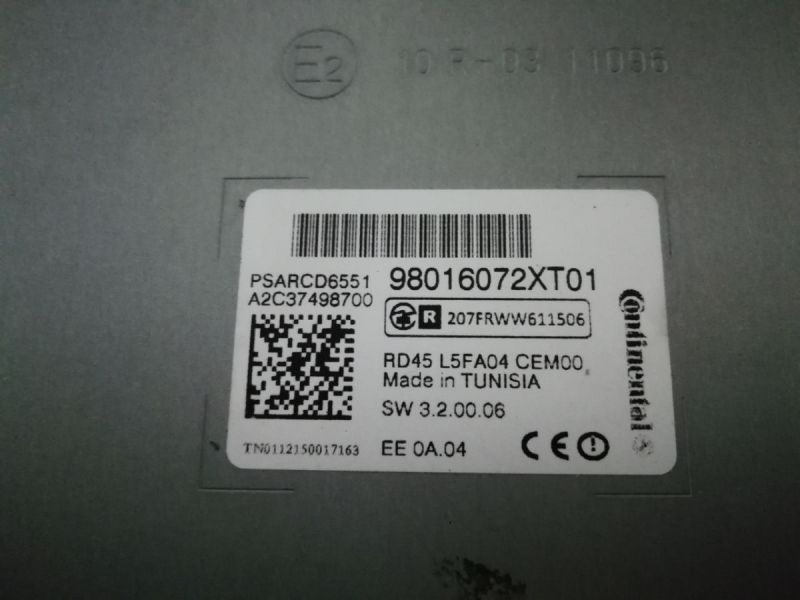 E2 10 R-03 11096
PSARCD6551 98016072XT01
A2C37498700
R 207FRWW611506
RD45 L5FA04 CEM00
Made in TUNISIA
SW 3.2.00.06
TN0112150017163 EE 0A.04
CE
Continental